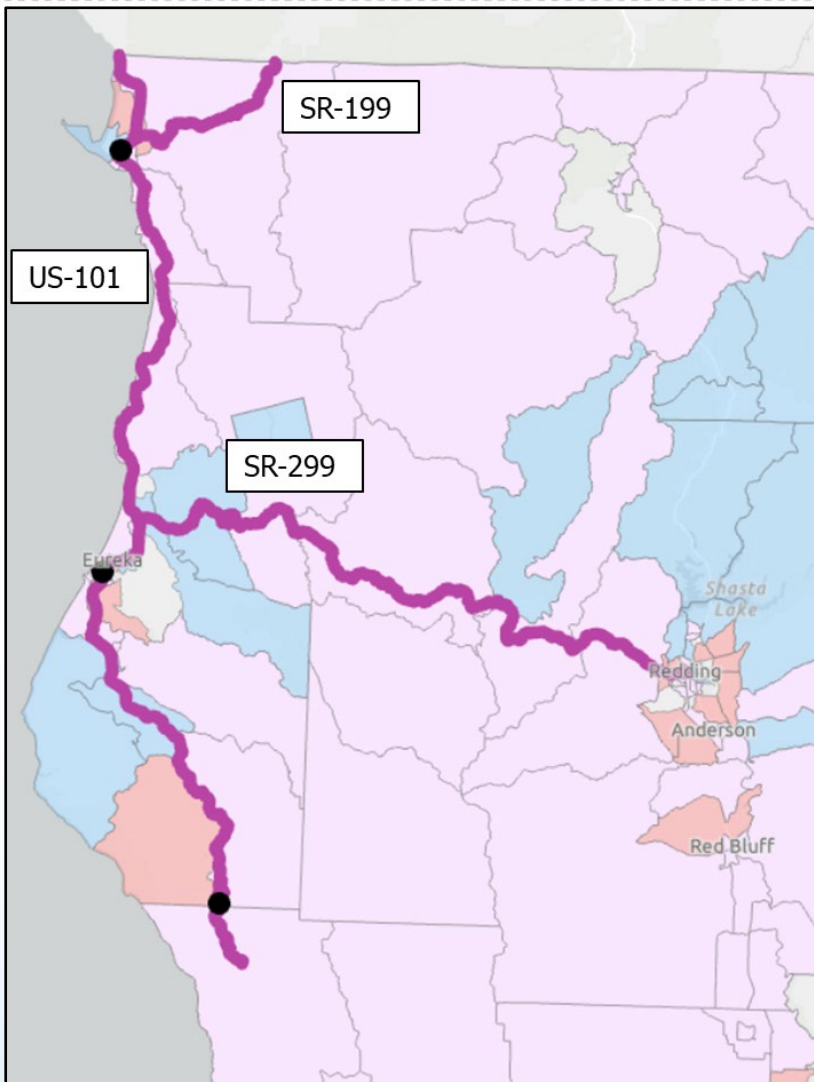 SR-199
US-101
SR-299
Eureka
Shasta
Lake
Redding
Anderson
Red Bluff